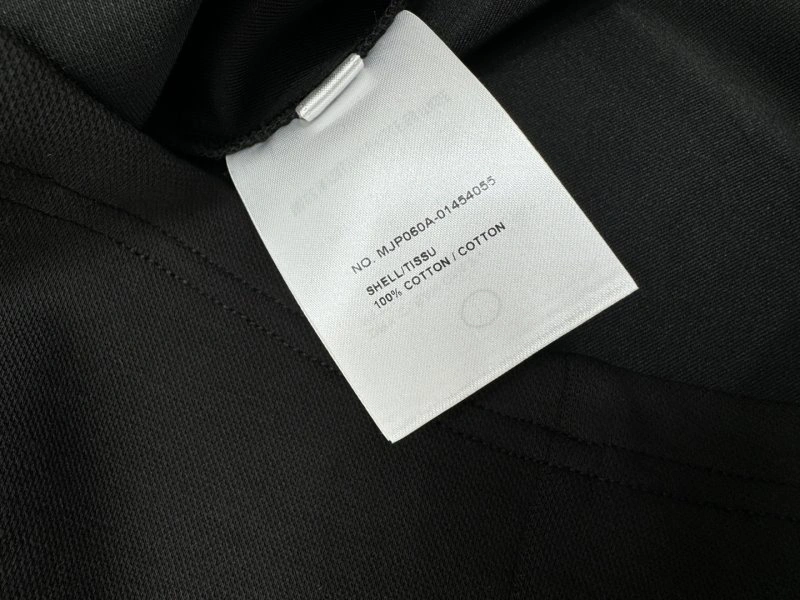 NO. MJP060A-01454055
SHELL/TISSU
100% COTTON / COTTON